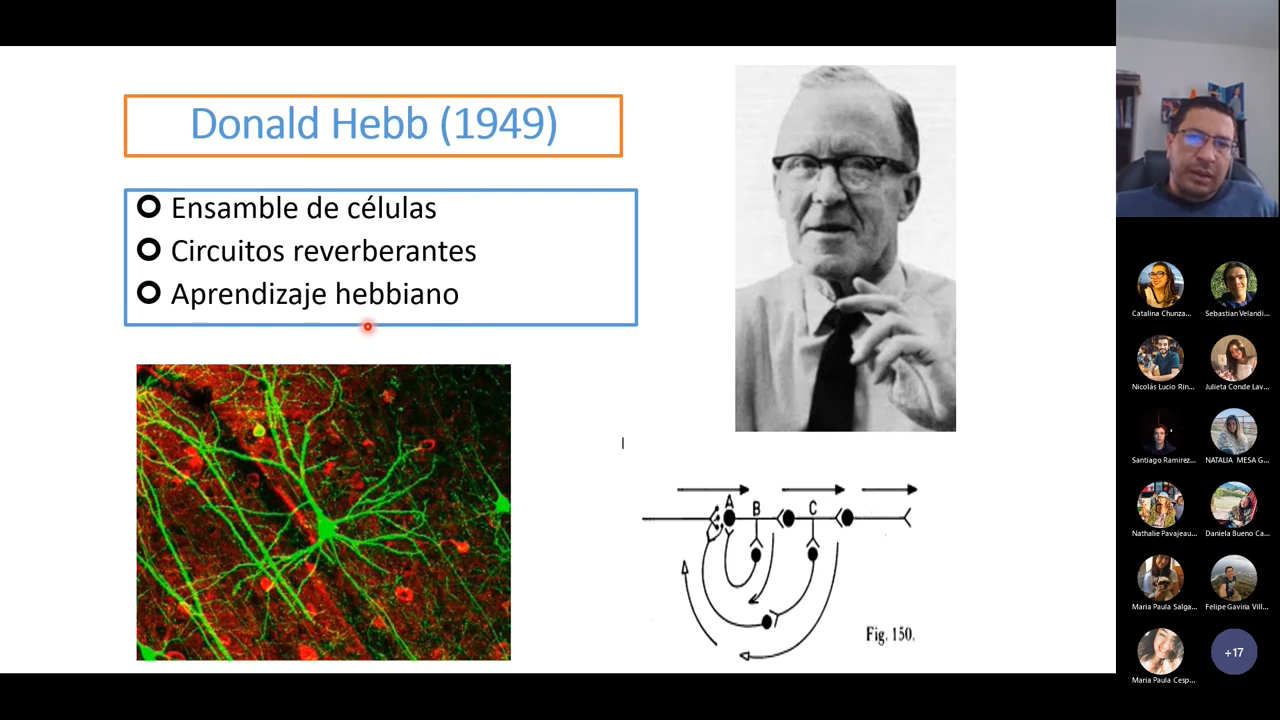 Donald Hebb (1949)
Ensamble de células
Circuitos reverberantes
Aprendizaje hebbiano
A
B
C
Fig. 150.
Catalina Chunza...
Sebastian Velandi...
Nicolás Lucio Rin...
Julieta Conde Lav...
Santiago Ramirez...
NATALIA MESA G...
Nathalie Pavajeau...
Daniela Bueno Ca...
Maria Paula Salga...
Felipe Gaviria Vill...
Maria Paula Cesp...
+17